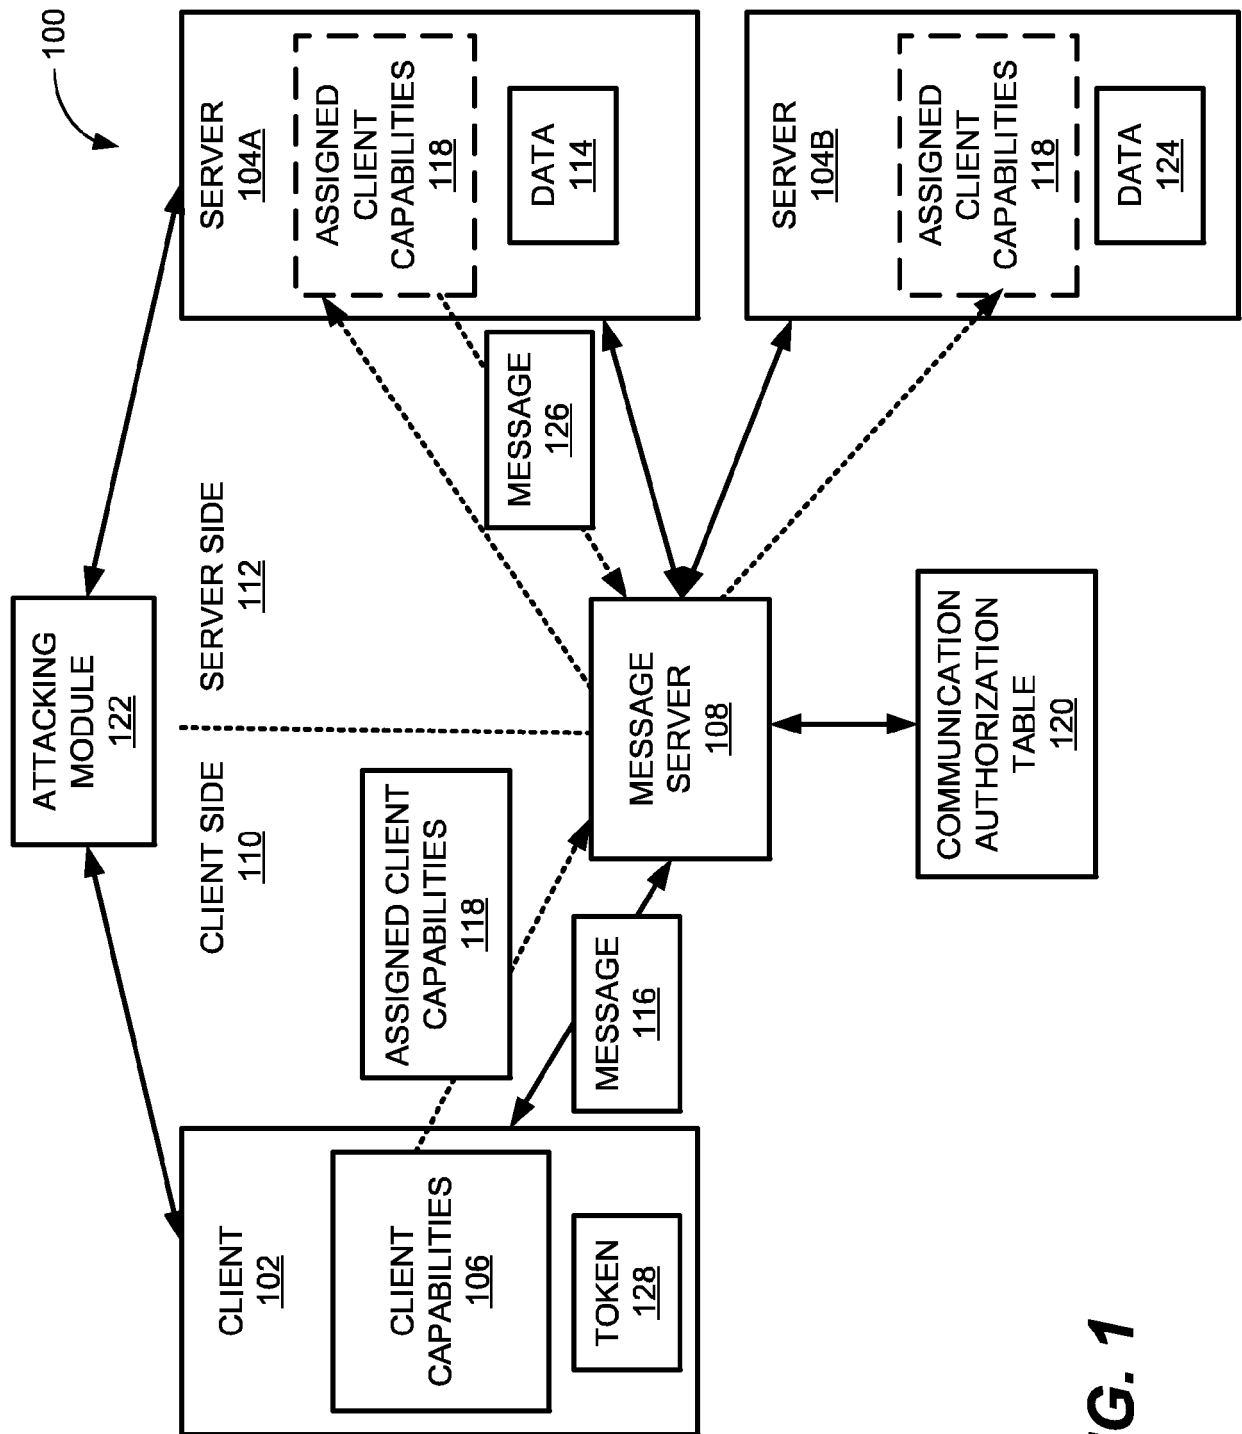 100
ATTACKING
MODULE
122
CLIENT SIDE
110
SERVER SIDE
112
CLIENT
102
CLIENT
CAPABILITIES
106
TOKEN
128
ASSIGNED CLIENT
CAPABILITIES
118
MESSAGE
116
MESSAGE
SERVER
108
COMMUNICATION
AUTHORIZATION
TABLE
120
MESSAGE
126
SERVER
104A
ASSIGNED
CLIENT
CAPABILITIES
118
DATA
114
SERVER
104B
ASSIGNED
CLIENT
CAPABILITIES
118
DATA
124
IG. 1